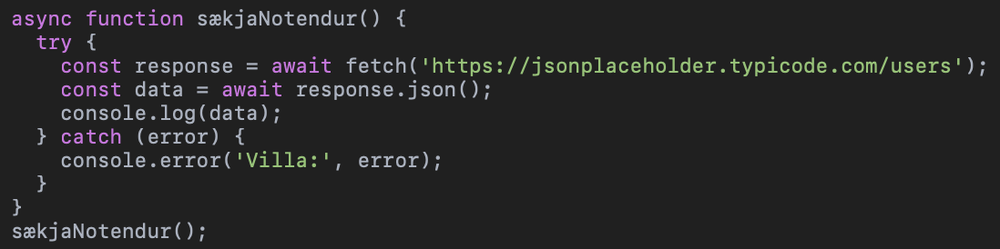 async function sækjaNotendur() {
  try {
    const response = await fetch('https://jsonplaceholder.typicode.com/users');
    const data = await response.json();
    console.log(data);
  } catch (error) {
    console.error('Villa:', error);
  }
}
sækjaNotendur();